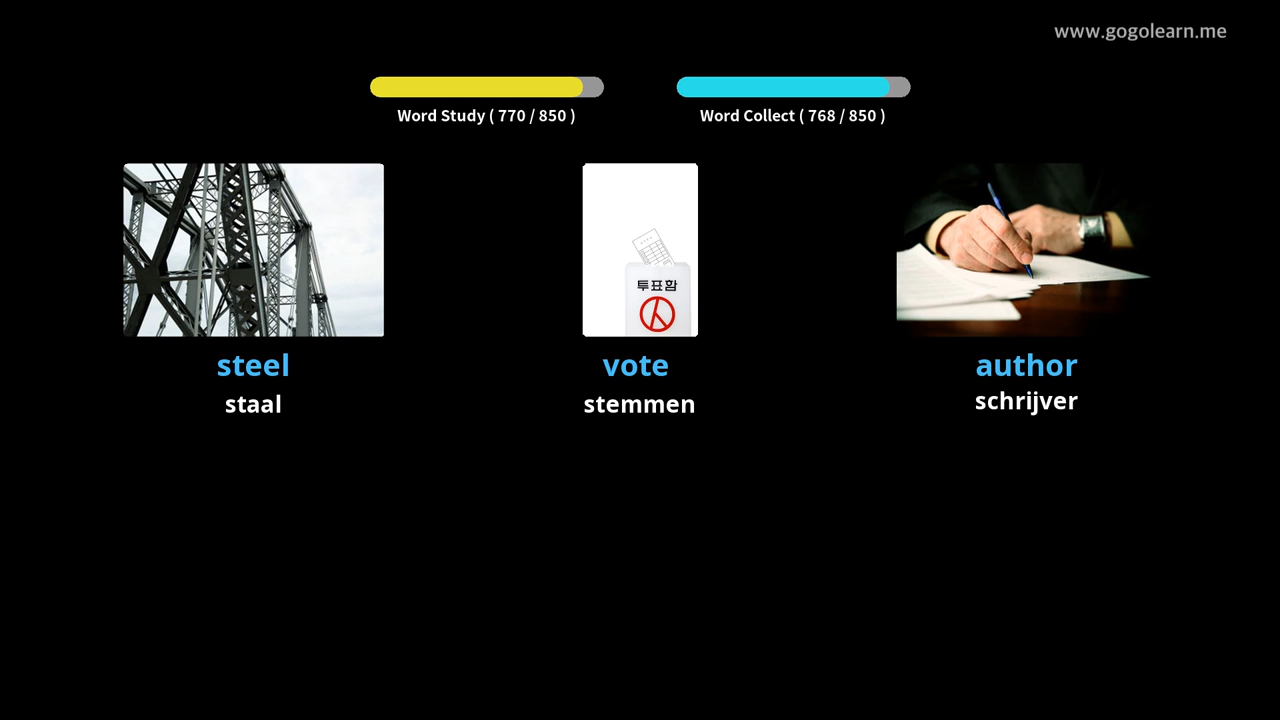 www.gogolearn.me
Word Study ( 770 / 850 )
Word Collect ( 768 / 850 )
투표함
steel
vote
author
staal
stemmen
schrijver